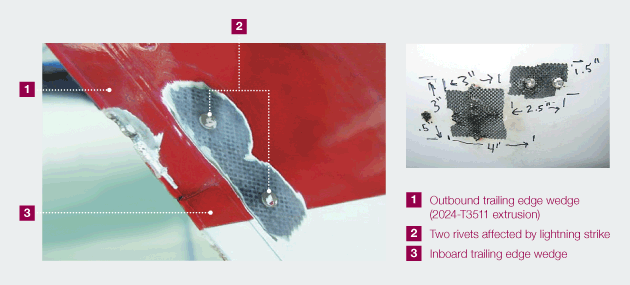 2
1
3
3"
1.5"
3"
.5"
2.5"
4"
1 Outbound trailing edge wedge
(2024-T3511 extrusion)
2 Two rivets affected by lightning strike
3 Inboard trailing edge wedge